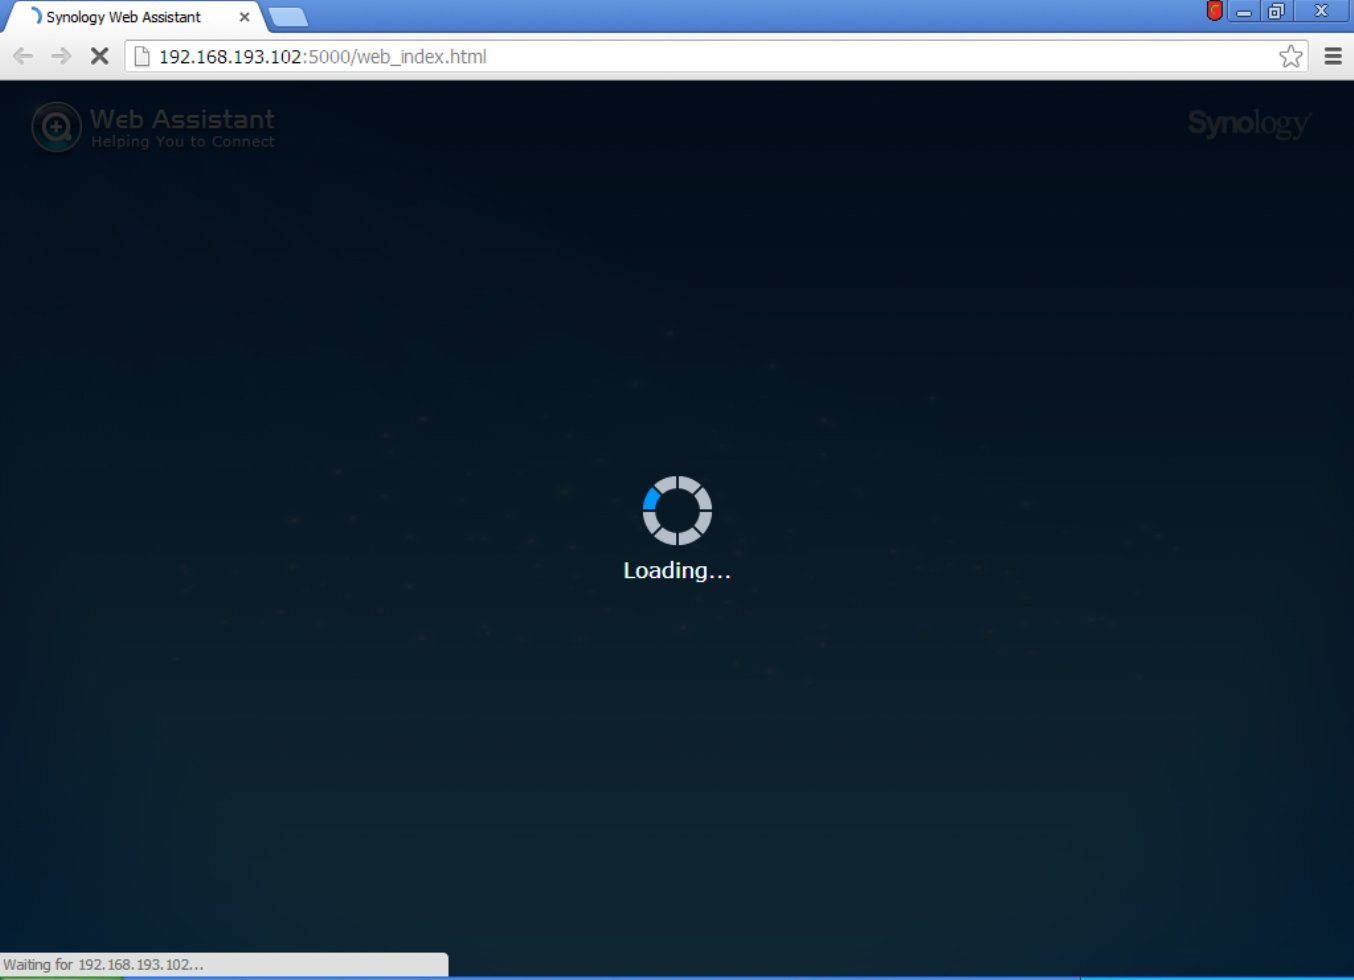 Synology Web Assistant
192.168.193.102:5000/web_index.html
Web Assistant
Helping You to Connect
Synology
Loading...
Waiting for 192.168.193.102...